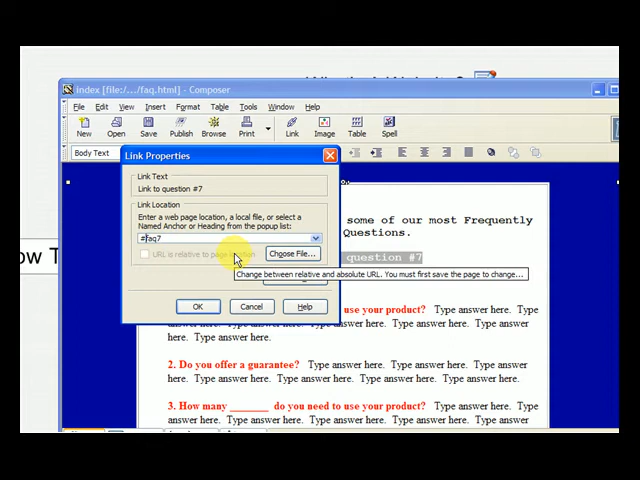 index [file:/.../faq.html] - Composer
File Edit View Insert Format Table Tools Window Help
New Open Save Publish Browse Print Link Image Table Spell
Body Text
Link Properties
Link Text
Link to question #7
Link Location
Enter a web page location, a local file, or select a
Named Anchor or Heading from the popup list:
#faq7
URL is relative to page location
Choose File...
Change between relative and absolute URL. You must first save the page to change...
OK Cancel Help
some of our most Frequently
Questions.
question #7
use your product? Type answer
here. Type answer here. Type answer here. Type answer
here. Type answer here.
2. Do you offer a guarantee? Type answer here. Type answer
here. Type answer here. Type answer here. Type answer here.
3. How many _______ do you need to use your product?
Type answer here. Type answer here. Type answer here. Type answer
ow T